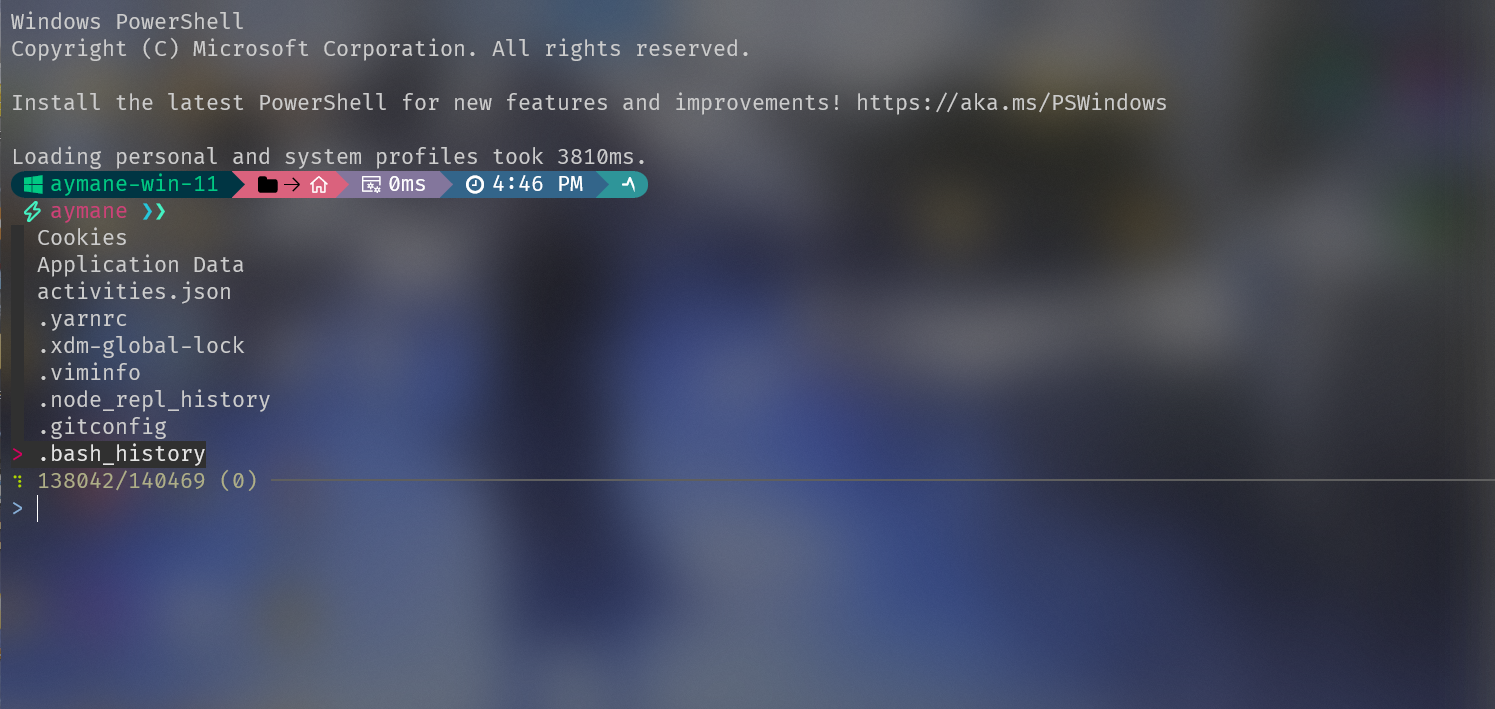 Windows PowerShell
Copyright (C) Microsoft Corporation. All rights reserved.
Install the latest PowerShell for new features and improvements! https://aka.ms/PSWindows
Loading personal and system profiles took 3810ms.
aymane-win-11 → 0ms 4:46 PM
aymane ❯❯
Cookies
Application Data
activities.json
.yarnrc
.xdm-global-lock
.viminfo
.node_repl_history
.gitconfig
> .bash_history
138042/140469 (0)
>